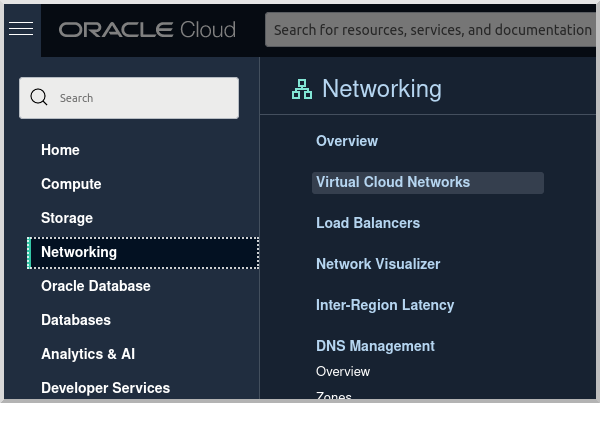 ORACLE Cloud
Search for resources, services, and documentation
Search
Home
Compute
Storage
Networking
Oracle Database
Databases
Analytics & AI
Developer Services
Networking
Overview
Virtual Cloud Networks
Load Balancers
Network Visualizer
Inter-Region Latency
DNS Management
Overview
Zones